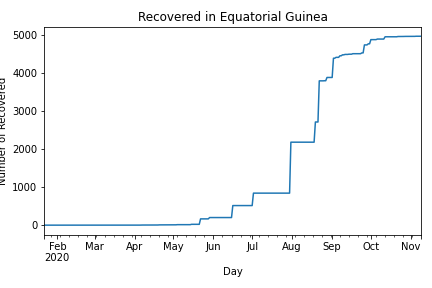 Recovered in Equatorial Guinea
Number of Recovered
5000
4000
3000
2000
1000
0
Feb Mar Apr May Jun Jul Aug Sep Oct Nov
2020
Day